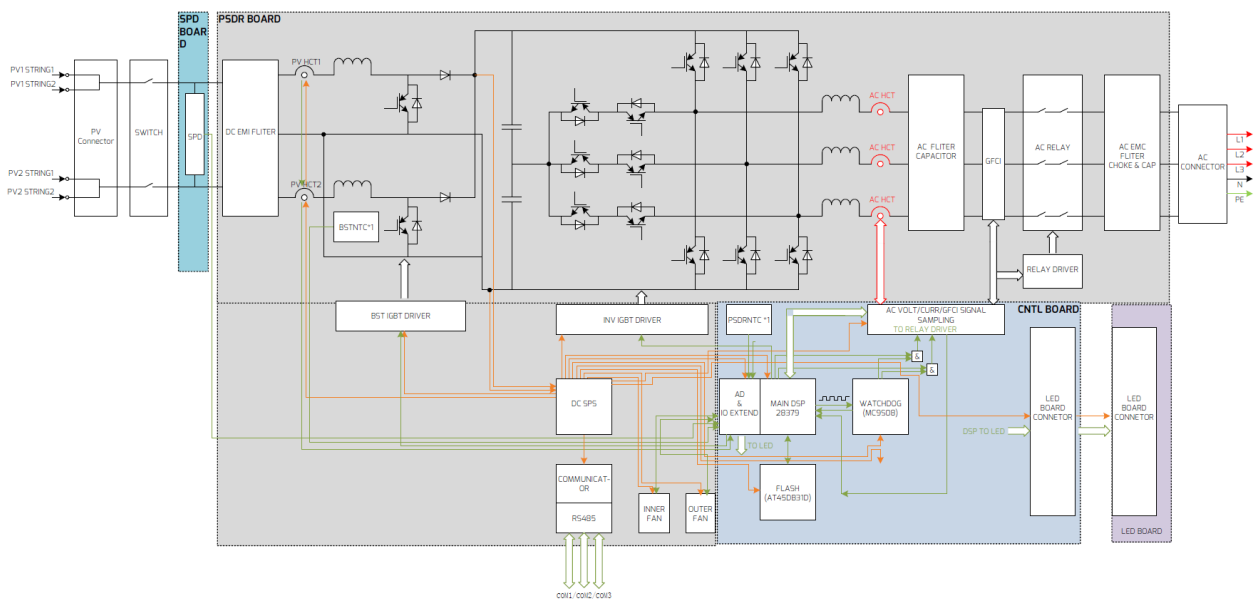 SPD
BOAR
D
PSDR BOARD
PV1 STRING1
PV1 STRING2
PV2 STRING1
PV2 STRING2
PV
Connector
SWITCH
SPD
DC EMI FLITER
PV HCT1
PV HCT2
BSTNTC*1
AC HCT
AC HCT
AC HCT
AC FLITER
CAPACITOR
GFCI
AC RELAY
AC EMC
FLITER
CHOKE & CAP
AC
CONNECTOR
L1
L2
L3
N
PE
RELAY DRIVER
BST IGBT DRIVER
INV IGBT DRIVER
PSDRNTC *1
AC VOLT/CURR/GFCI SIGNAL
SAMPLING
TO RELAY DRIVER
CNTL BOARD
&
&
DC SPS
AD
&
IO EXTEND
MAIN DSP
28379
WATCHDOG
(MC9S08)
LED
BOARD
CONNETOR
LED
BOARD
CONNETOR
DSP TO LED
TO LED
COMMUNICAT-
OR
RS485
INNER
FAN
OUTER
FAN
FLASH
(AT45DB31D)
LED BOARD
COM1/COM2/COM3